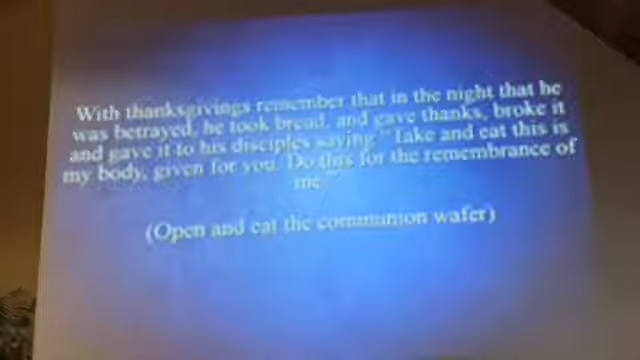 With thanksgivings remember that in the night that he
was betrayed, he took bread, and gave thanks, broke it
and gave it to his disciples saying "Take and eat this is
my body, given for you. Do this for the remembrance of
me"
(Open and eat the communion wafer)